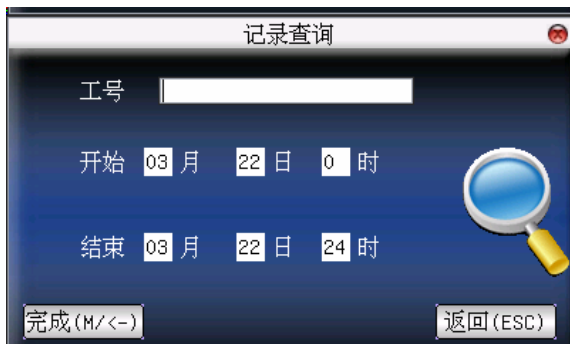 记录查询
工号
开始 03 月 22 日 0 时
结束 03 月 22 日 24 时
完成(M/<-) 返回(ESC)